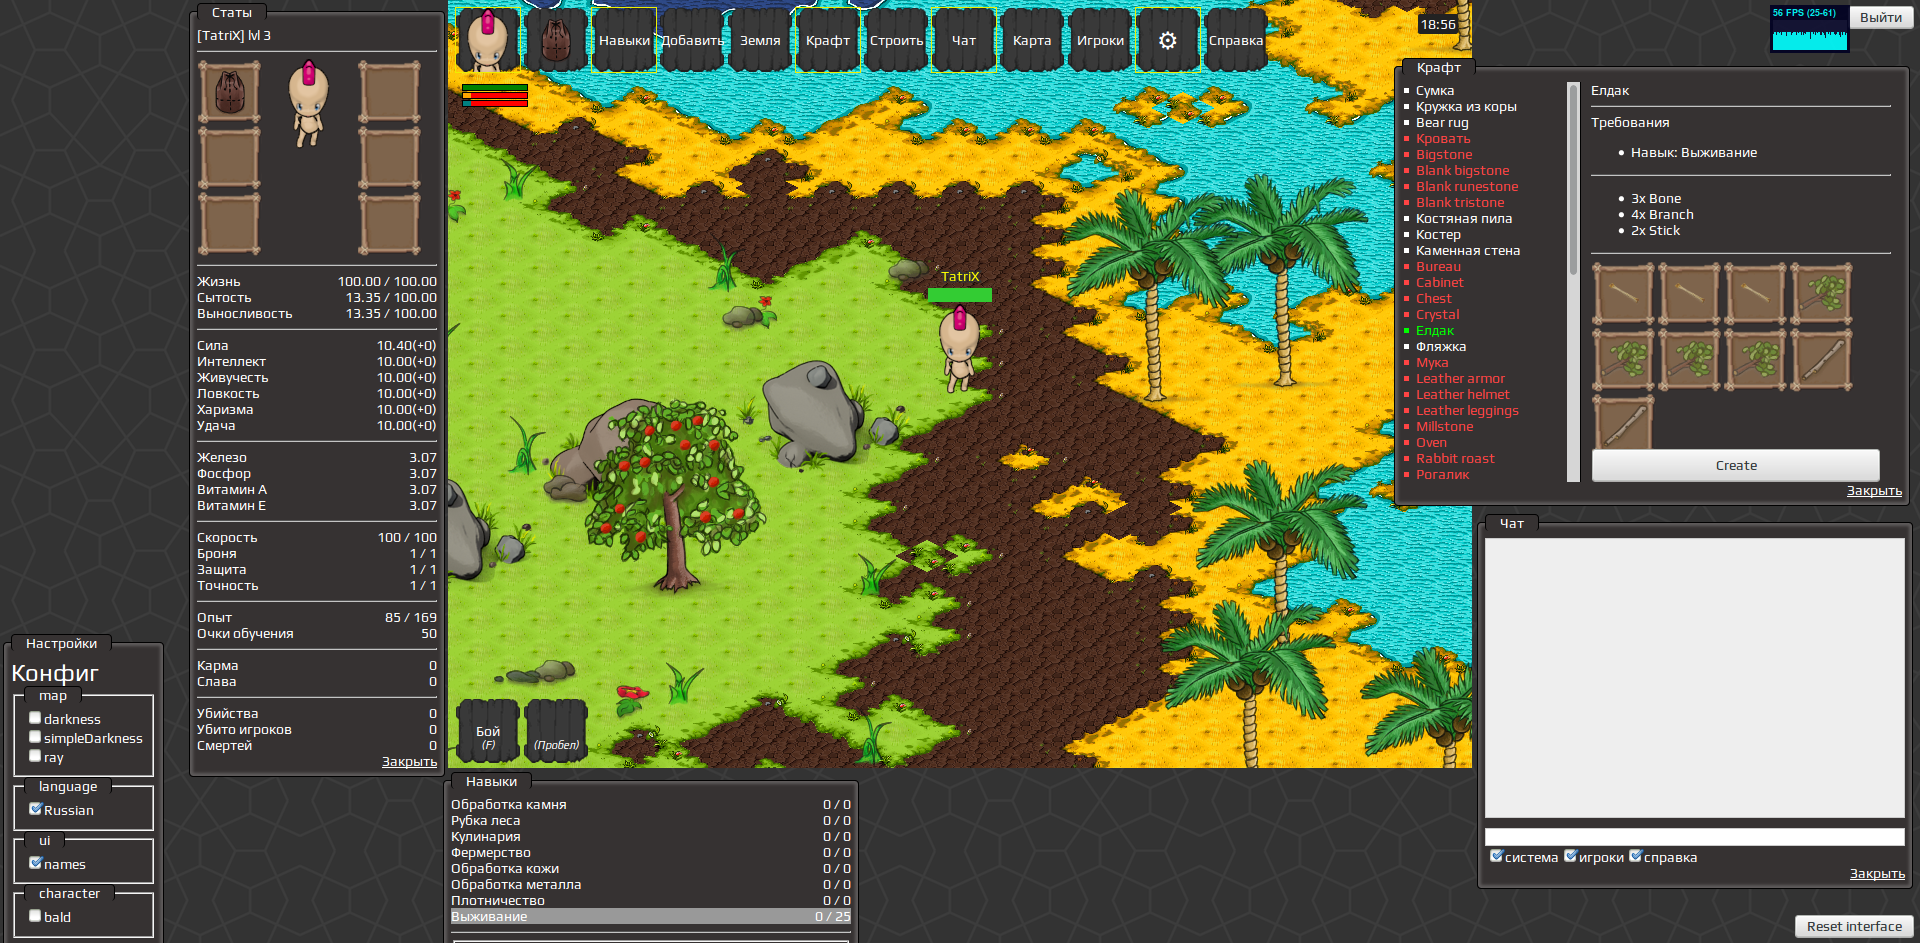 Статы
[TatriX] lvl 3
Жизнь 100.00 / 100.00
Сытость 13.35 / 100.00
Выносливость 13.35 / 100.00
Сила 10.40(+0)
Интеллект 10.00(+0)
Живучесть 10.00(+0)
Ловкость 10.00(+0)
Харизма 10.00(+0)
Удача 10.00(+0)
Железо 3.07
Фосфор 3.07
Витамин А 3.07
Витамин Е 3.07
Скорость 100 / 100
Броня 1 / 1
Защита 1 / 1
Точность 1 / 1
Опыт 85 / 169
Очки обучения 50
Карма 0
Слава 0
Убийства 0
Убито игроков 0
Смертей 0
Закрыть
Настройки
Конфиг
map
darkness
simpleDarkness
ray
language
Russian
ui
names
character
bald
Навыки
Добавить
Земля
Крафт
Строить
Чат
Карта
Игроки
Справка
18:56
TatriX
Бой
(F)
(Пробел)
Навыки
Обработка камня 0 / 0
Рубка леса 0 / 0
Кулинария 0 / 0
Фермерство 0 / 0
Обработка кожи 0 / 0
Обработка металла 0 / 0
Плотничество 0 / 0
Выживание 0 / 25
56 FPS (25-61)
Выйти
Крафт
Сумка
Кружка из коры
Bear rug
Кровать
Bigstone
Blank bigstone
Blank runestone
Blank tristone
Костяная пила
Костер
Каменная стена
Bureau
Cabinet
Chest
Crystal
Елдак
Фляжка
Мука
Leather armor
Leather helmet
Leather leggings
Millstone
Oven
Rabbit roast
Рогалик
Елдак
Требования
Навык: Выживание
3x Bone
4x Branch
2x Stick
Create
Закрыть
Чат
система игроки справка
Закрыть
Reset interface